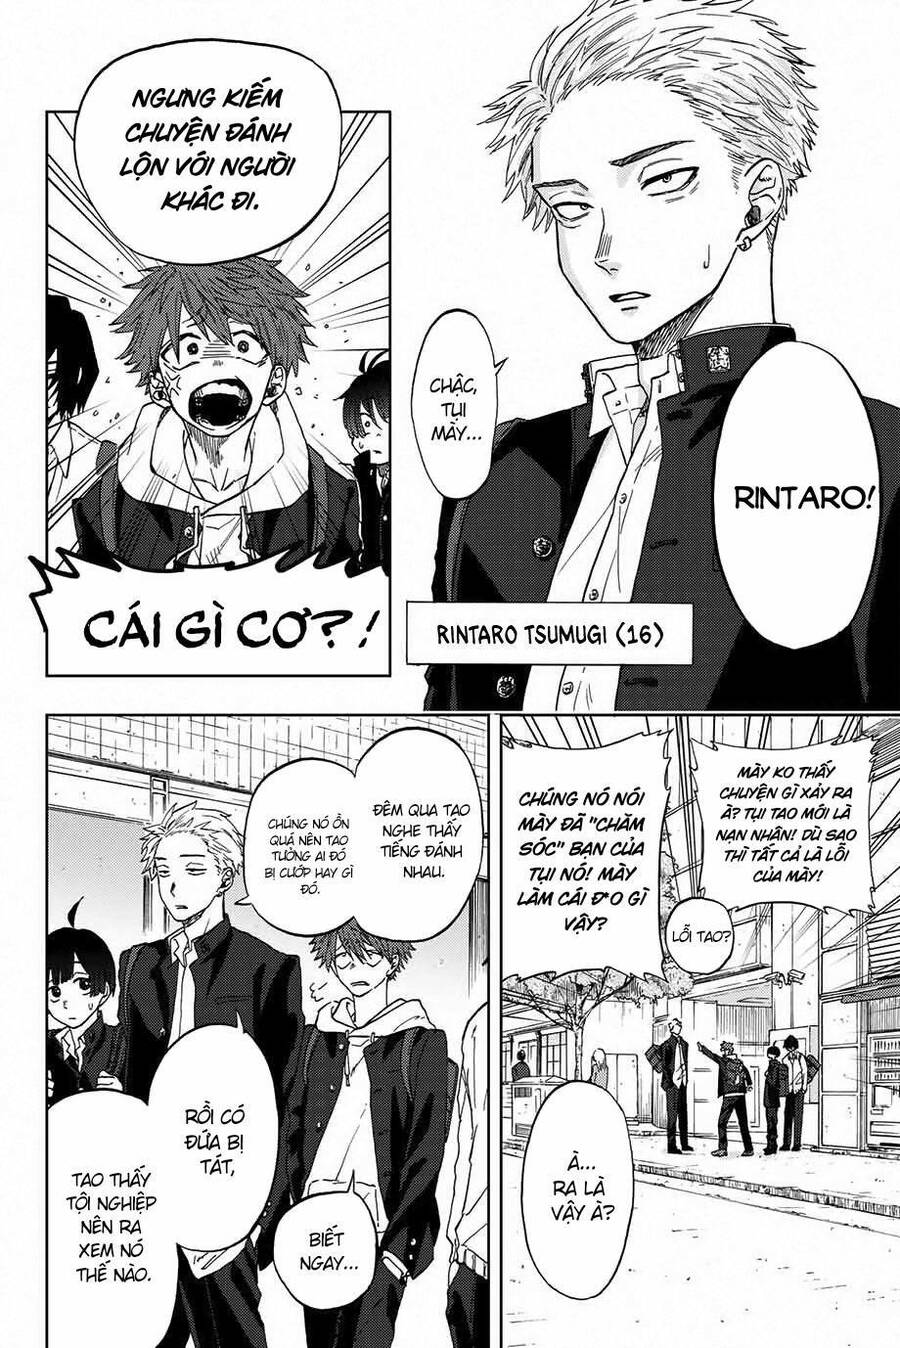 CHẬC,
TỤI
MÀY...
RINTARO!
RINTARO TSUMUGI (16)
NGƯNG KIẾM
CHUYỆN ĐÁNH
LỘN VỚI NGƯỜI
KHÁC ĐI.
CÁI GÌ CƠ?!
MÀY KO THẤY
CHUYỆN GÌ XẢY RA
À? TỤI TAO MỚI LÀ
NẠN NHÂN! DÙ SAO
THÌ TẤT CẢ LÀ LỖI
CỦA MÀY!
LỖI TAO?
CHÚNG NÓ NÓI
MÀY ĐÃ "CHĂM
SÓC" BẠN CỦA
TỤI NÓ! MÀY
LÀM CÁI Đ*O GÌ
VẬY?
À...
RA LÀ
VẬY À?
ĐÊM QUA TAO
NGHE THẤY
TIẾNG ĐÁNH
NHAU.
CHÚNG NÓ ỒN
QUÁ NÊN TAO
TƯỞNG AI ĐÓ
BỊ CƯỚP HAY GÌ
ĐÓ.
RỒI CÓ
ĐỨA BỊ
TÁT,
TAO THẤY
TỘI NGHIỆP
NÊN RA
XEM NÓ
THẾ NÀO.
BIẾT
NGAY...